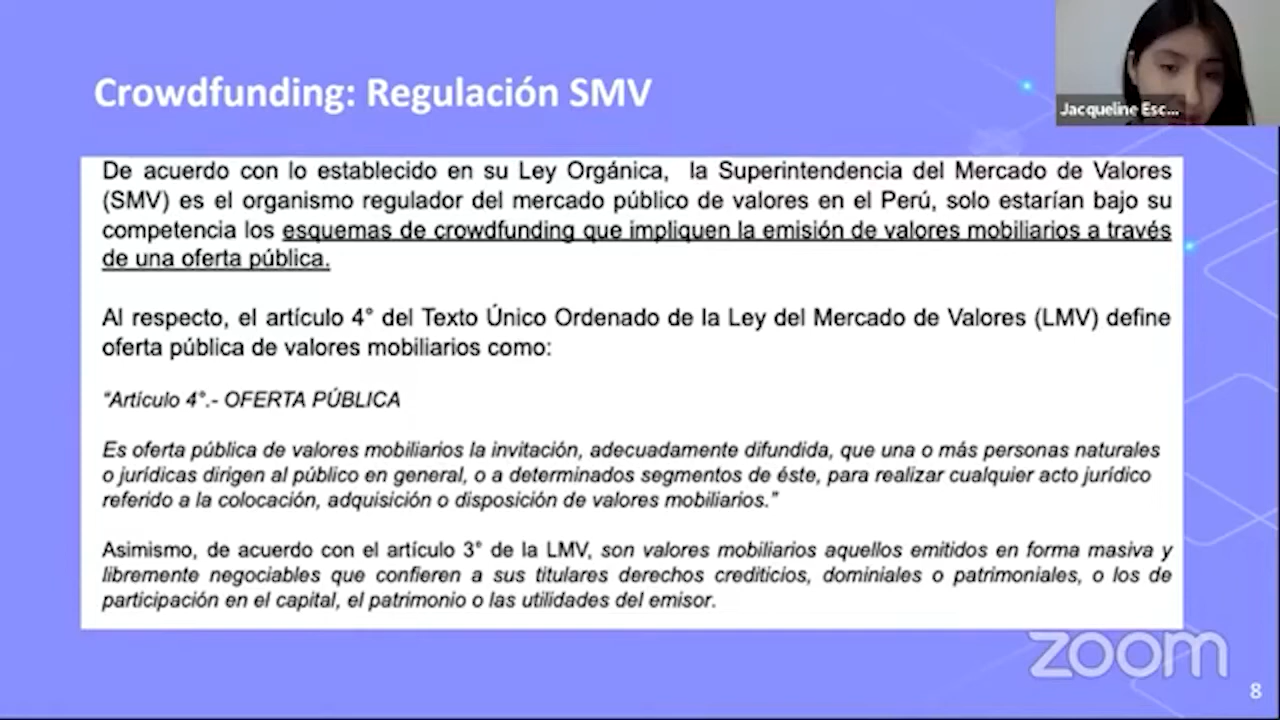 Crowdfunding: Regulación SMV
Jacqueline Esc...
De acuerdo con lo establecido en su Ley Orgánica, la Superintendencia del Mercado de Valores
(SMV) es el organismo regulador del mercado público de valores en el Perú, solo estarían bajo su
competencia los esquemas de crowdfunding que impliquen la emisión de valores mobiliarios a través
de una oferta pública.
Al respecto, el artículo 4° del Texto Único Ordenado de la Ley del Mercado de Valores (LMV) define
oferta pública de valores mobiliarios como:
“Artículo 4°.- OFERTA PÚBLICA
Es oferta pública de valores mobiliarios la invitación, adecuadamente difundida, que una o más personas naturales
o jurídicas dirigen al público en general, o a determinados segmentos de éste, para realizar cualquier acto jurídico
referido a la colocación, adquisición o disposición de valores mobiliarios.”
Asimismo, de acuerdo con el artículo 3° de la LMV, son valores mobiliarios aquellos emitidos en forma masiva y
libremente negociables que confieren a sus titulares derechos crediticios, dominiales o patrimoniales, o los de
participación en el capital, el patrimonio o las utilidades del emisor.
zoom
8